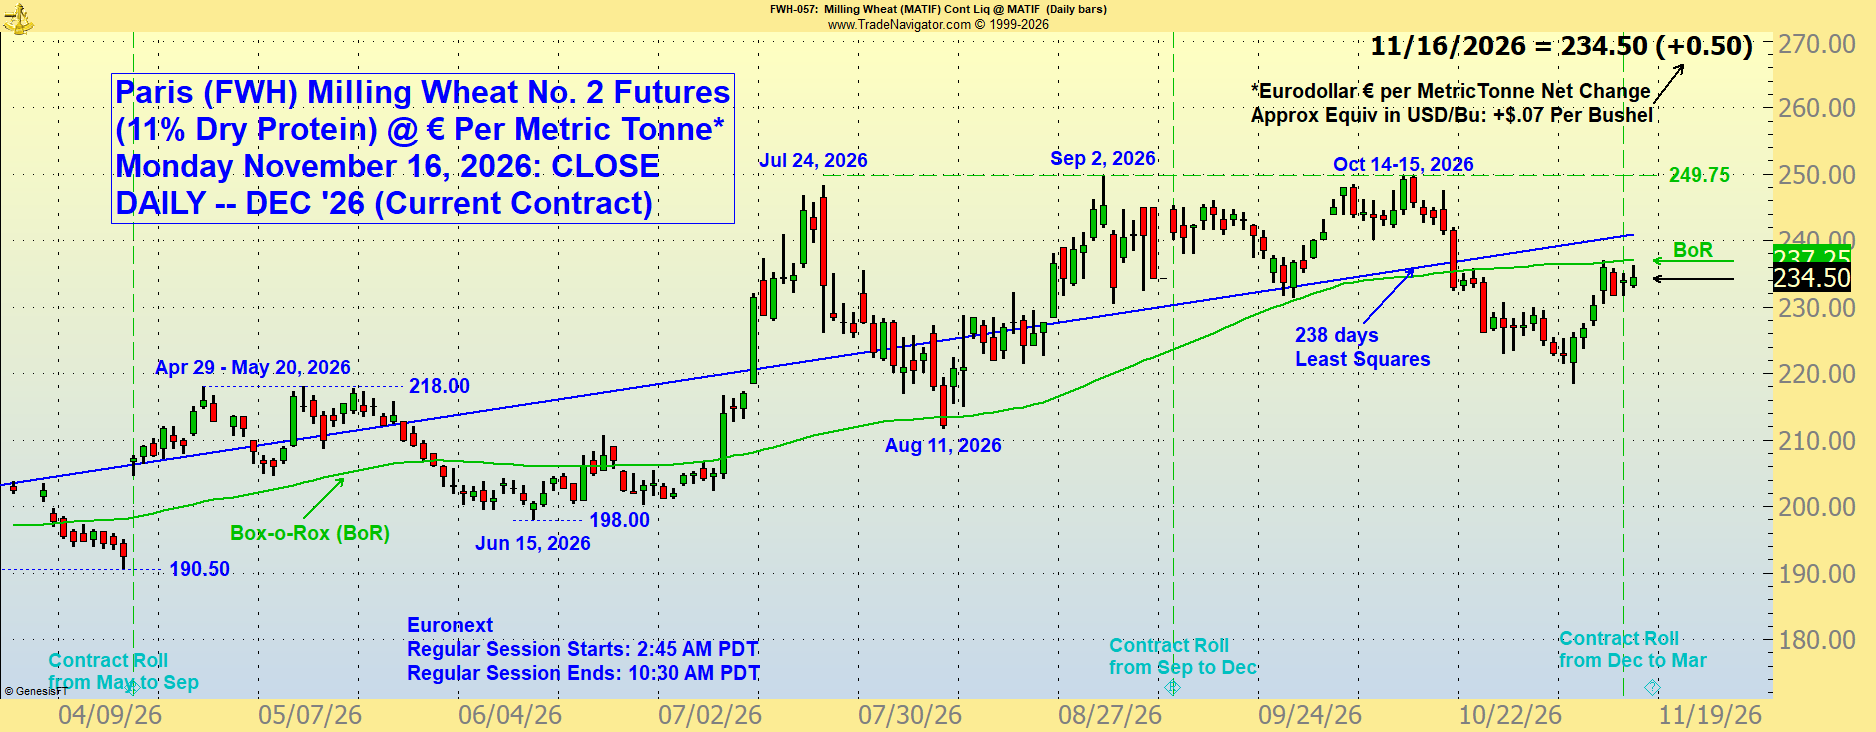 FWH-057: Milling Wheat (MATIF) Cont Liq @ MATIF (Daily bars)
www.TradeNavigator.com © 1999-2026
11/16/2026 = 234.50 (+0.50)
*Eurodollar € per MetricTonne Net Change
Approx Equiv in USD/Bu: +$.07 Per Bushel
Paris (FWH) Milling Wheat No. 2 Futures
(11% Dry Protein) @ € Per Metric Tonne*
Monday November 16, 2026: CLOSE
DAILY -- DEC '26 (Current Contract)
Jul 24, 2026
Sep 2, 2026
Oct 14-15, 2026
249.75
BoR
238 days
Least Squares
Apr 29 - May 20, 2026
218.00
Aug 11, 2026
Box-o-Rox (BoR)
198.00
Jun 15, 2026
190.50
Euronext
Regular Session Starts: 2:45 AM PDT
Regular Session Ends: 10:30 AM PDT
Contract Roll
from May to Sep
Contract Roll
from Sep to Dec
Contract Roll
from Dec to Mar
R
?
© GenesisFT
270.00
260.00
250.00
240.00
237.25
234.50
230.00
220.00
210.00
200.00
190.00
180.00
04/09/26
05/07/26
06/04/26
07/02/26
07/30/26
08/27/26
09/24/26
10/22/26
11/19/26